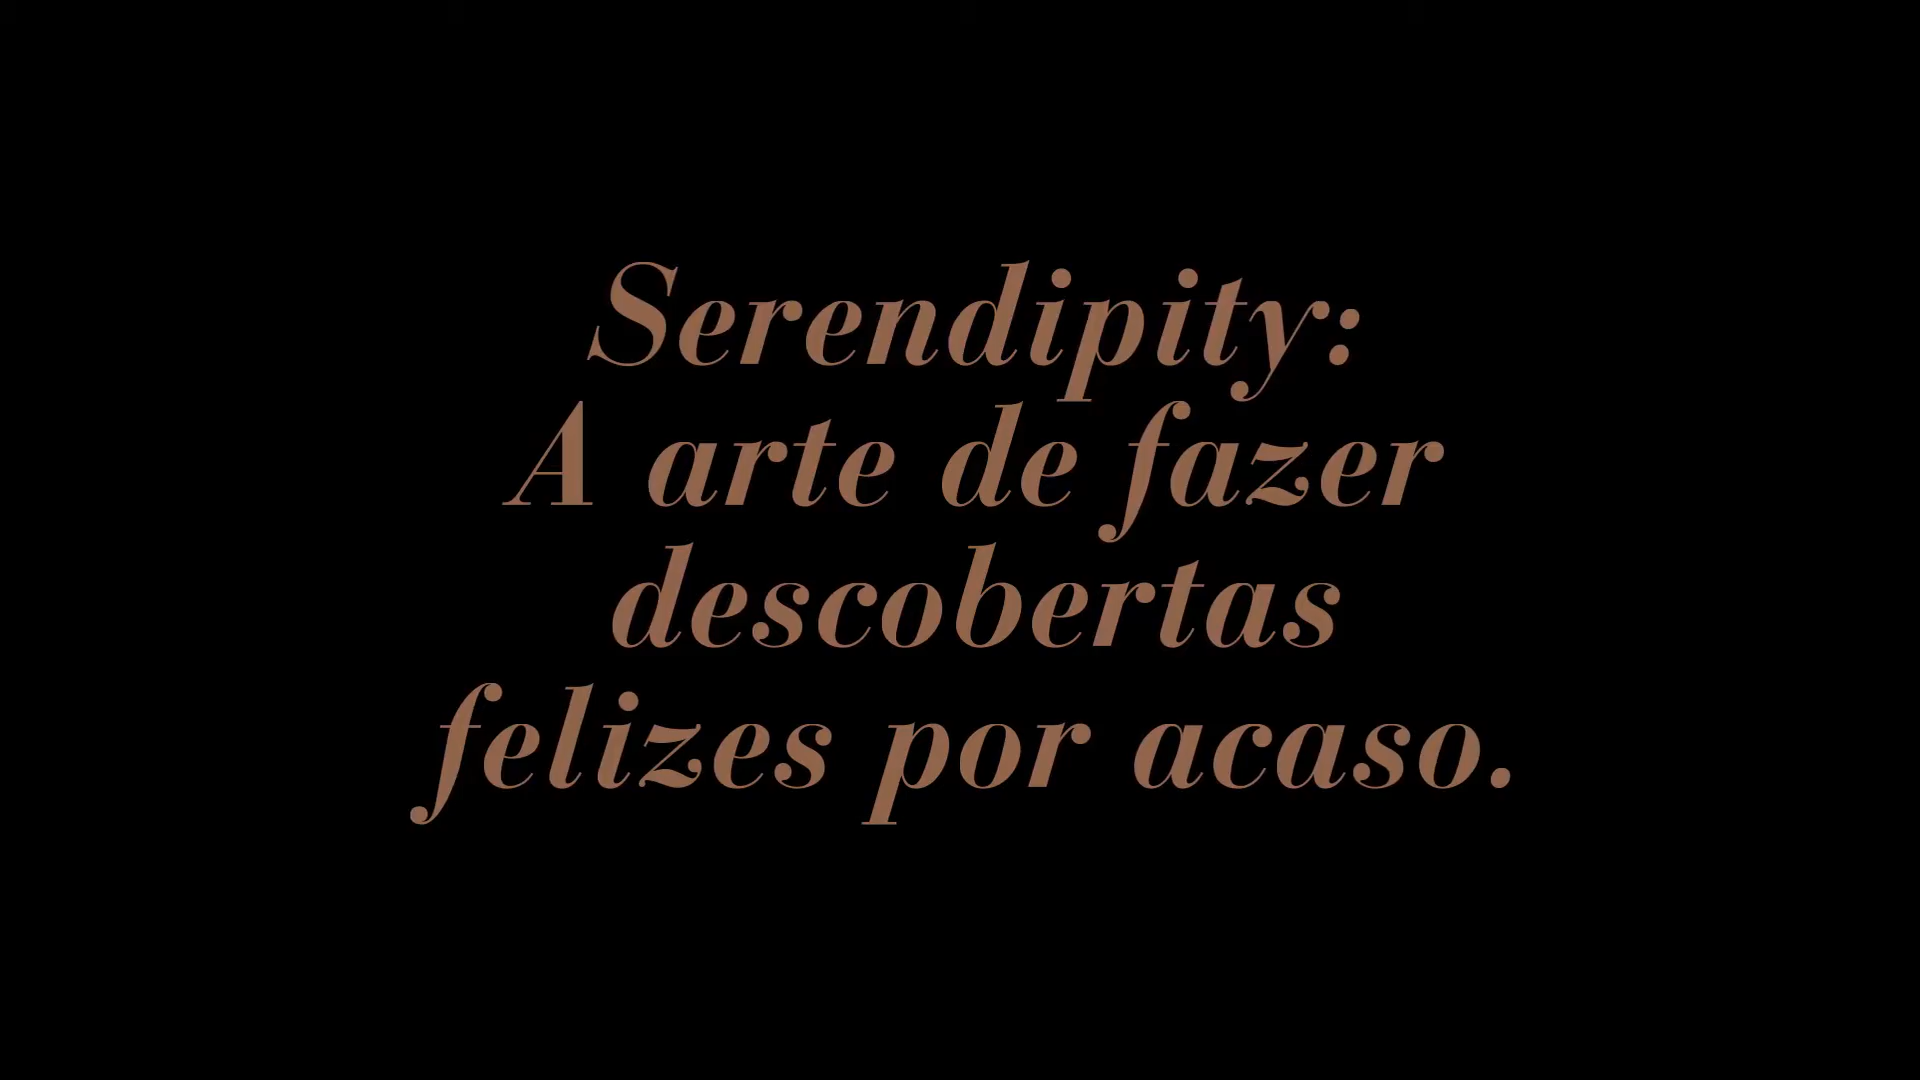 Serendipity:
A arte de fazer
descobertas
felizes por acaso.